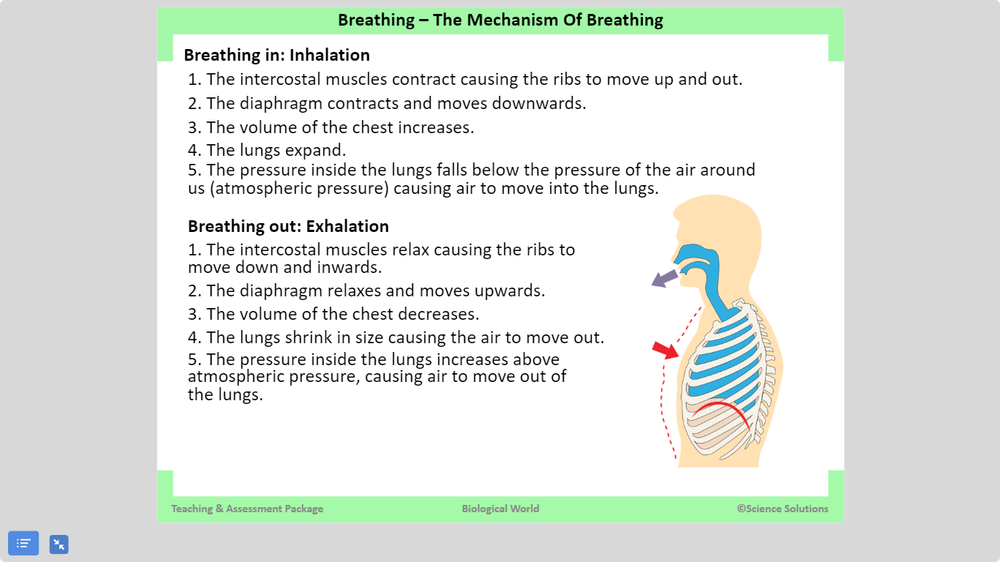 Breathing – The Mechanism Of Breathing
Breathing in: Inhalation
1. The intercostal muscles contract causing the ribs to move up and out.
2. The diaphragm contracts and moves downwards.
3. The volume of the chest increases.
4. The lungs expand.
5. The pressure inside the lungs falls below the pressure of the air around
us (atmospheric pressure) causing air to move into the lungs.
Breathing out: Exhalation
1. The intercostal muscles relax causing the ribs to
move down and inwards.
2. The diaphragm relaxes and moves upwards.
3. The volume of the chest decreases.
4. The lungs shrink in size causing the air to move out.
5. The pressure inside the lungs increases above
atmospheric pressure, causing air to move out of
the lungs.
Teaching & Assessment Package Biological World ©Science Solutions